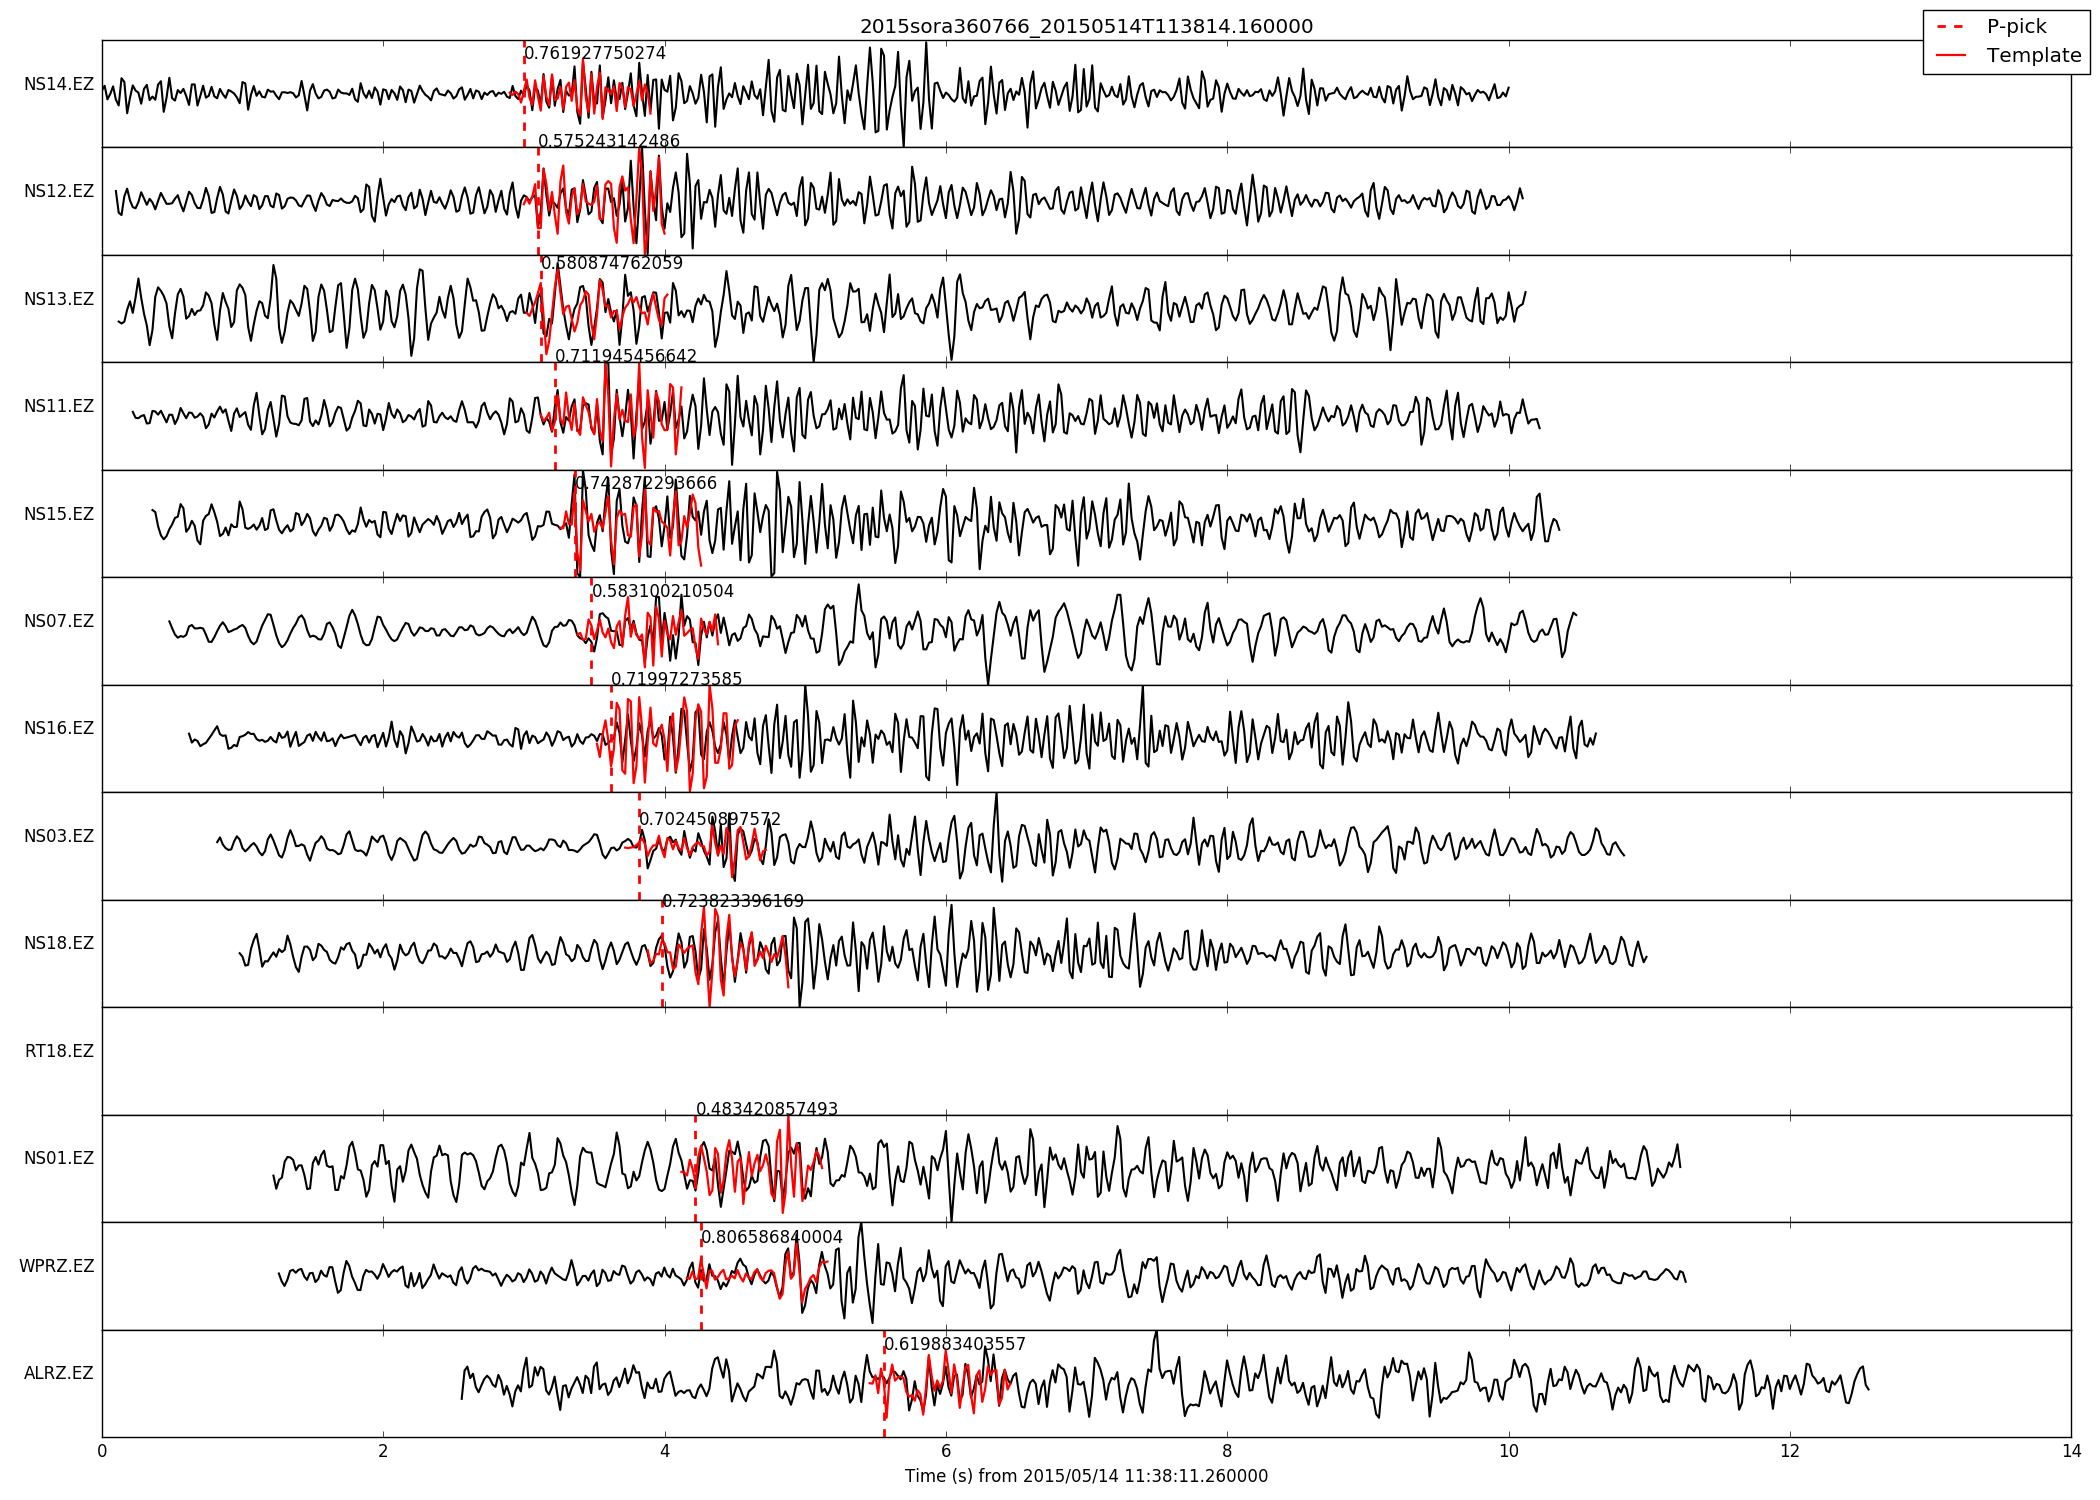 2015sora360766_20150514T113814.160000
P-pick
Template
NS14.EZ
0.761927750274
NS12.EZ
0.575243142486
NS13.EZ
0.580874762059
NS11.EZ
0.711945456642
NS15.EZ
0.742872293666
NS07.EZ
0.583100210504
NS16.EZ
0.71997273585
NS03.EZ
0.702450897572
NS18.EZ
0.723823396169
RT18.EZ
NS01.EZ
0.483420857493
WPRZ.EZ
0.806586840004
ALRZ.EZ
0.619883403557
0 2 4 6 8 10 12 14
Time (s) from 2015/05/14 11:38:11.260000